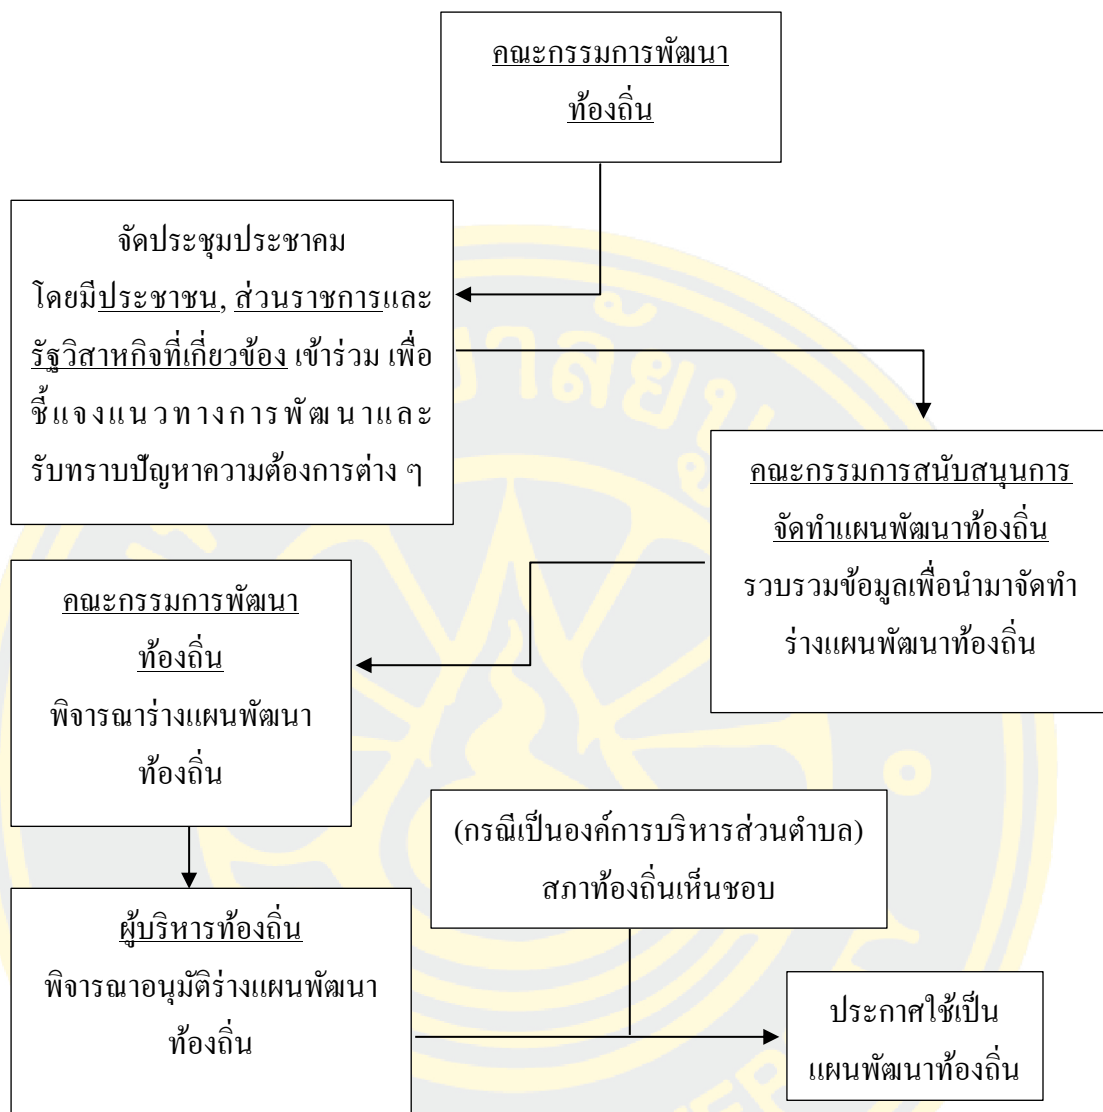 คณะกรรมการพัฒนา
ท้องถิ่น
จัดประชุมประชาคม
โดยมีประชาชน, ส่วนราชการและ
รัฐวิสาหกิจที่เกี่ยวข้อง เข้าร่วม เพื่อ
ชี้แจงแนวทางการพัฒนาและ
รับทราบปัญหาความต้องการต่าง ๆ
คณะกรรมการสนับสนุนการ
จัดทำแผนพัฒนาท้องถิ่น
รวบรวมข้อมูลเพื่อนำมาจัดทำ
ร่างแผนพัฒนาท้องถิ่น
คณะกรรมการพัฒนา
ท้องถิ่น
พิจารณาร่างแผนพัฒนา
ท้องถิ่น
(กรณีเป็นองค์การบริหารส่วนตำบล)
สภาท้องถิ่นเห็นชอบ
ผู้บริหารท้องถิ่น
พิจารณาอนุมัติร่างแผนพัฒนา
ท้องถิ่น
ประกาศใช้เป็น
แผนพัฒนาท้องถิ่น